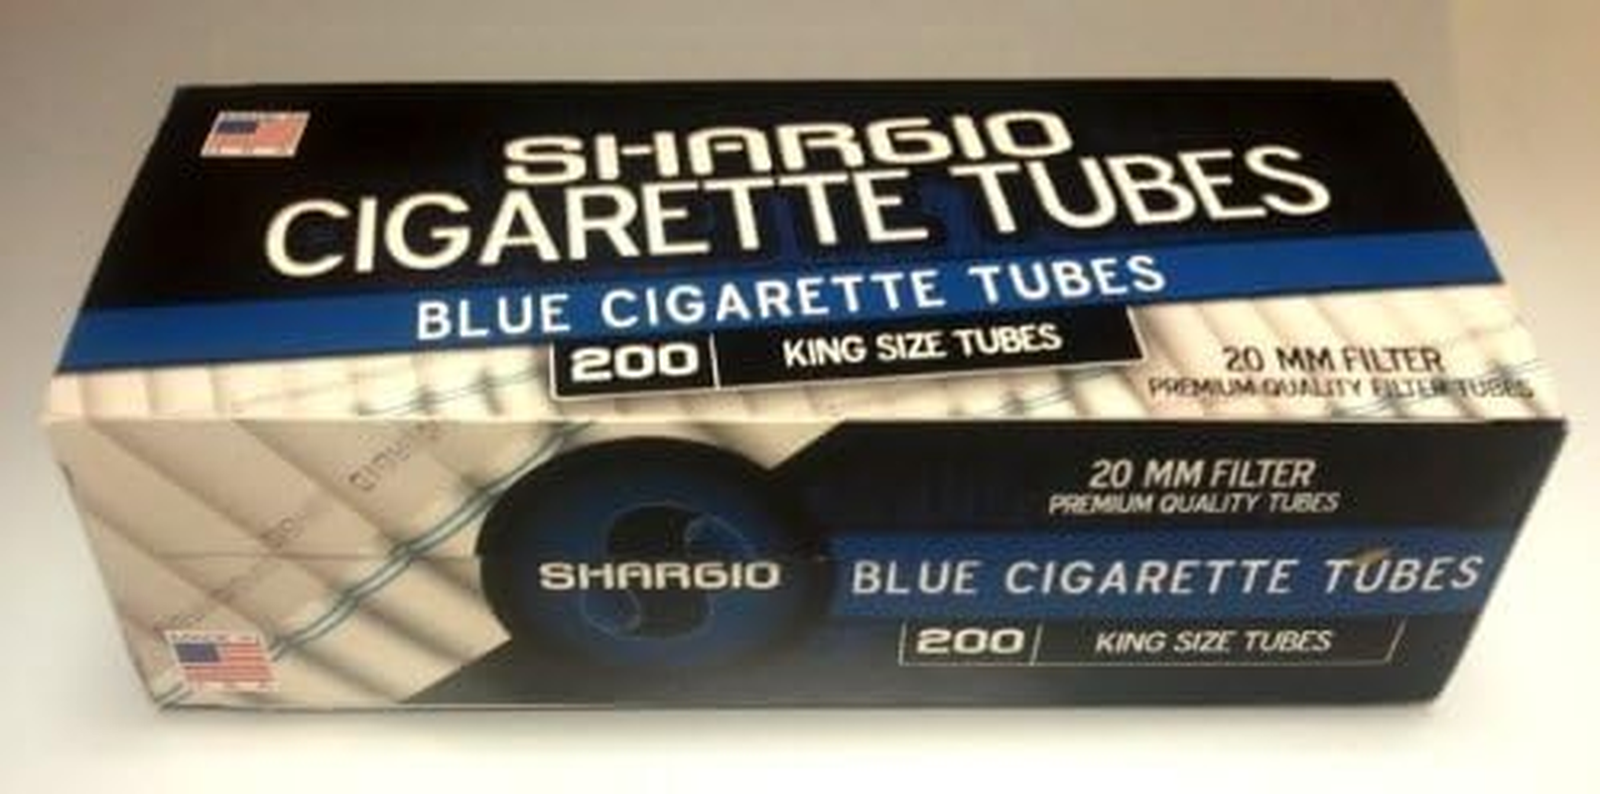 SHARGIO
CIGARETTE TUBES
BLUE CIGARETTE TUBES
200 KING SIZE TUBES
20 MM FILTER
PREMIUM QUALITY FILTER TUBES
20 MM FILTER
PREMIUM QUALITY TUBES
SHARGIO
BLUE CIGARETTE TUBES
200 KING SIZE TUBES